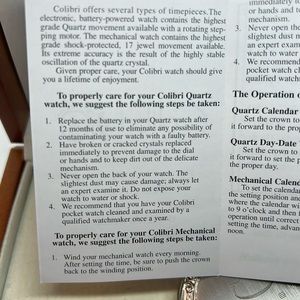 Colibri offers several types of timepieces. The
electronic, battery-powered watch contains the highest
grade Quartz movement available with a rotating step-
ping motor. The mechanical watch contains the highest
grade shock-protected, 17 jewel movement available.
Its extreme accuracy is the result of the highly stable
oscillation of the quartz crystal.
Given proper care, your Colibri watch should give
you a lifetime of enjoyment.
To properly care for your Colibri Quartz
watch, we suggest the following steps be taken:
1. Replace the battery in your Quartz watch after
12 months of use to eliminate any possibility of
contaminating your watch with a faulty battery.
2. Have broken or cracked crystals replaced
immediately to prevent damage to the dial
or hands and to keep dirt out of the delicate
mechanism.
3. Never open the back of your watch. The
slightest dust may cause damage; always let
an expert examine it. Do not expose your
watch to water or shock.
4. We recommend that you have your Colibri
pocket watch cleaned and examined by a
qualified watchmaker once a year.
To properly care for your Colibri Mechanical
watch, we suggest the following steps be taken:
1. Wind your mechanical watch every morning.
After setting the time, be sure to push the crown
back to the winding position.
immediately to
or hands and to
mechanism.
3. Never open the
slightest dust m
an expert exam
watch to water
4. We recommend
pocket watch cl
qualified watch
The Operation o
Quartz Calendar
Set the crown to
it forward to the pro
Quartz Day-Date
Set the crown to
it forward to set the
the proper day.
Mechanical Calend
To set the calenda
the setting position and
where the calendar wi
to 9 o'clock and then
operation until correct
setting the time, advan
noon.